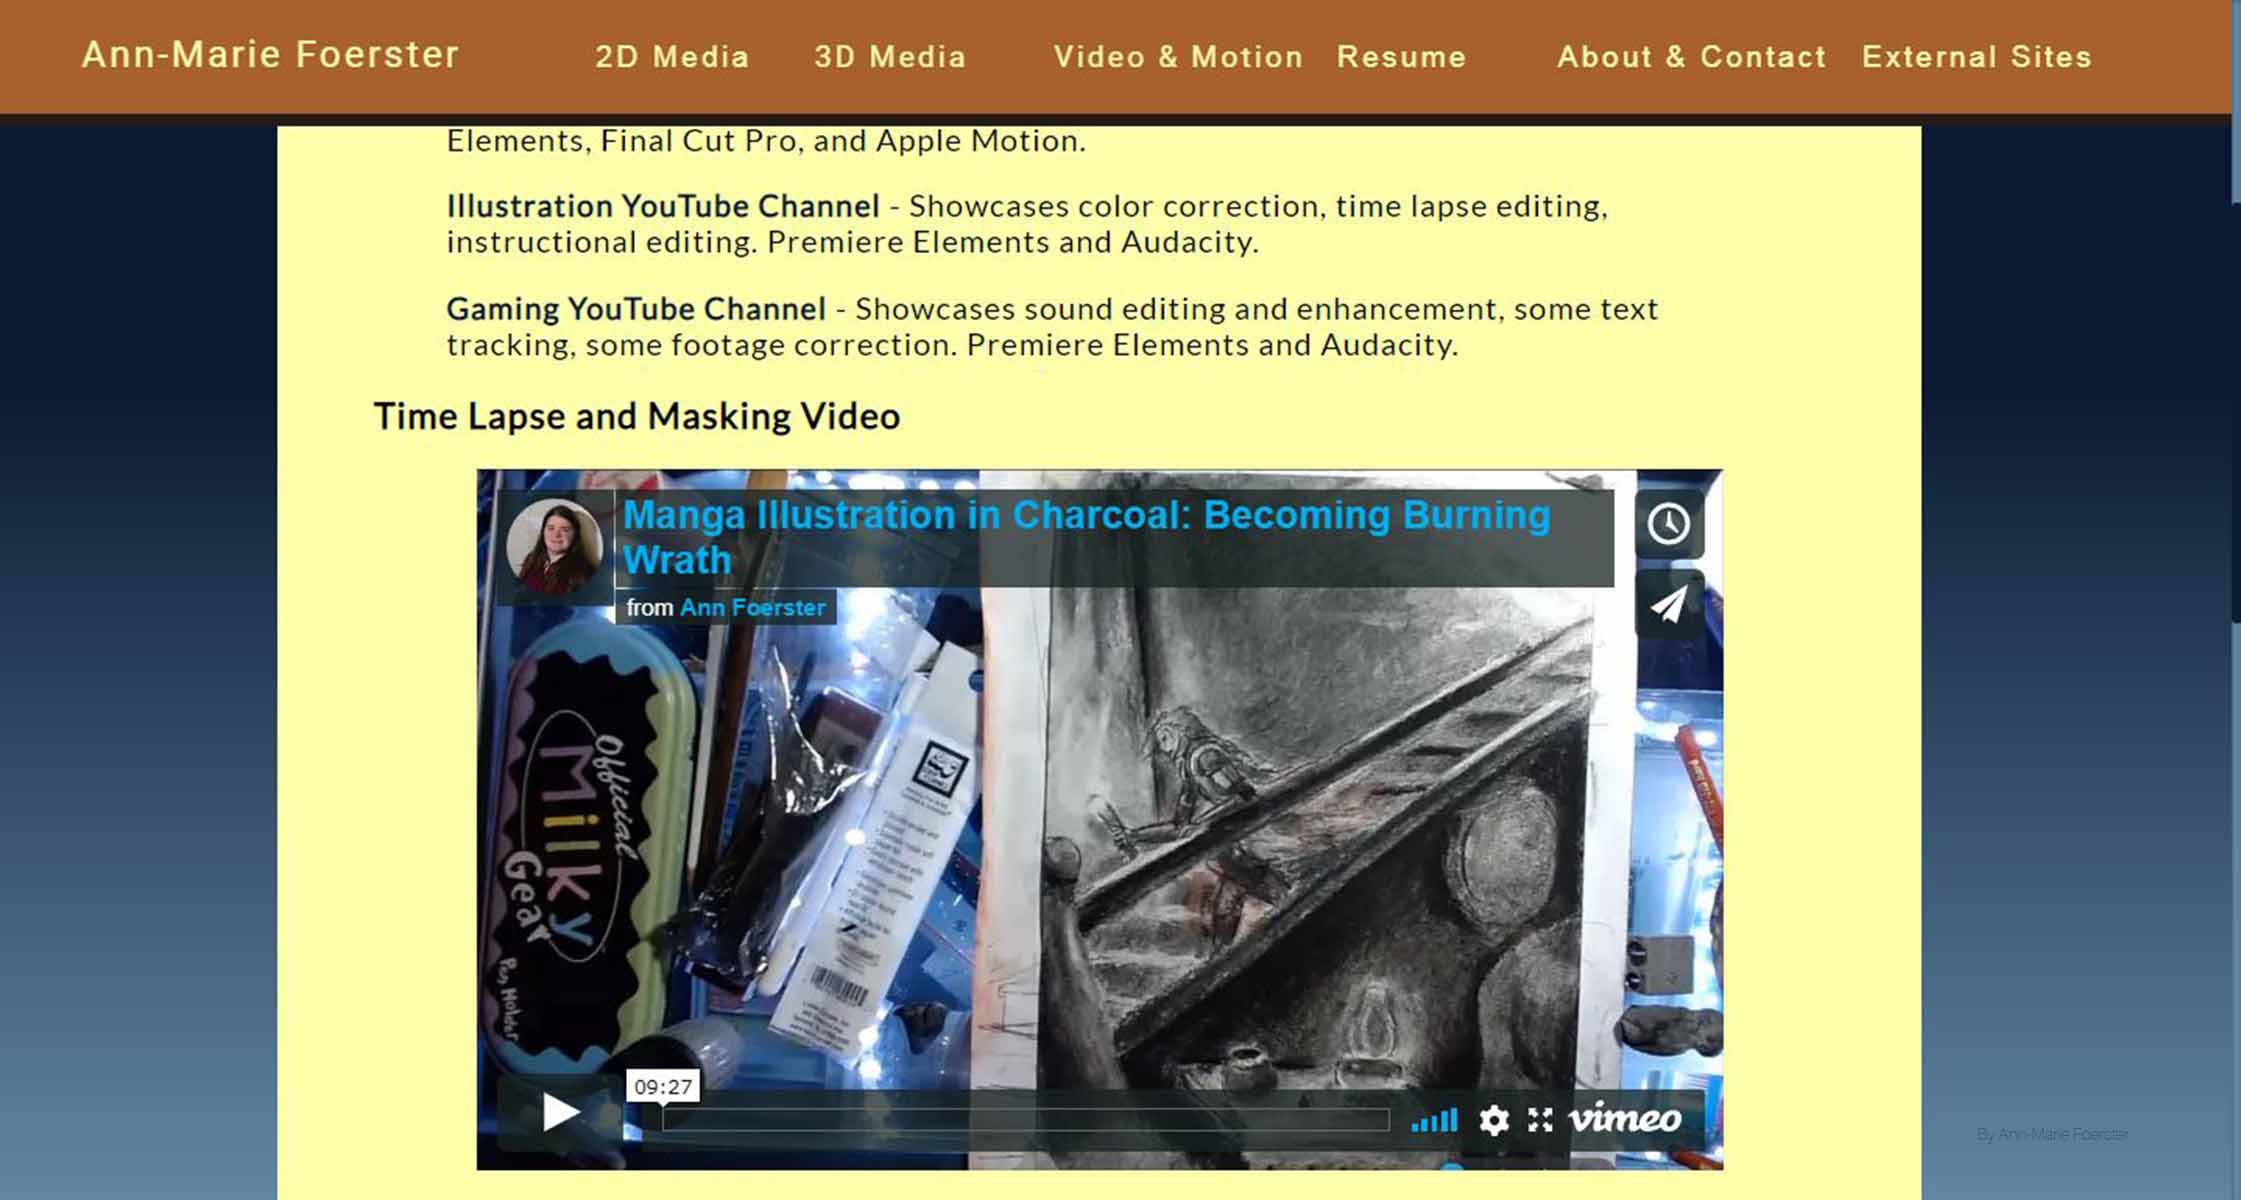 Ann-Marie Foerster
2D Media
3D Media
Video & Motion
Resume
About & Contact
External Sites
Elements, Final Cut Pro, and Apple Motion.
Illustration YouTube Channel - Showcases color correction, time lapse editing,
instructional editing. Premiere Elements and Audacity.
Gaming YouTube Channel - Showcases sound editing and enhancement, some text
tracking, some footage correction. Premiere Elements and Audacity.
Time Lapse and Masking Video
Manga Illustration in Charcoal: Becoming Burning
Wrath
from Ann Foerster
Official
Milky
Gear
Pen Holder
09:27
vimeo
By Ann-Marie Foerster